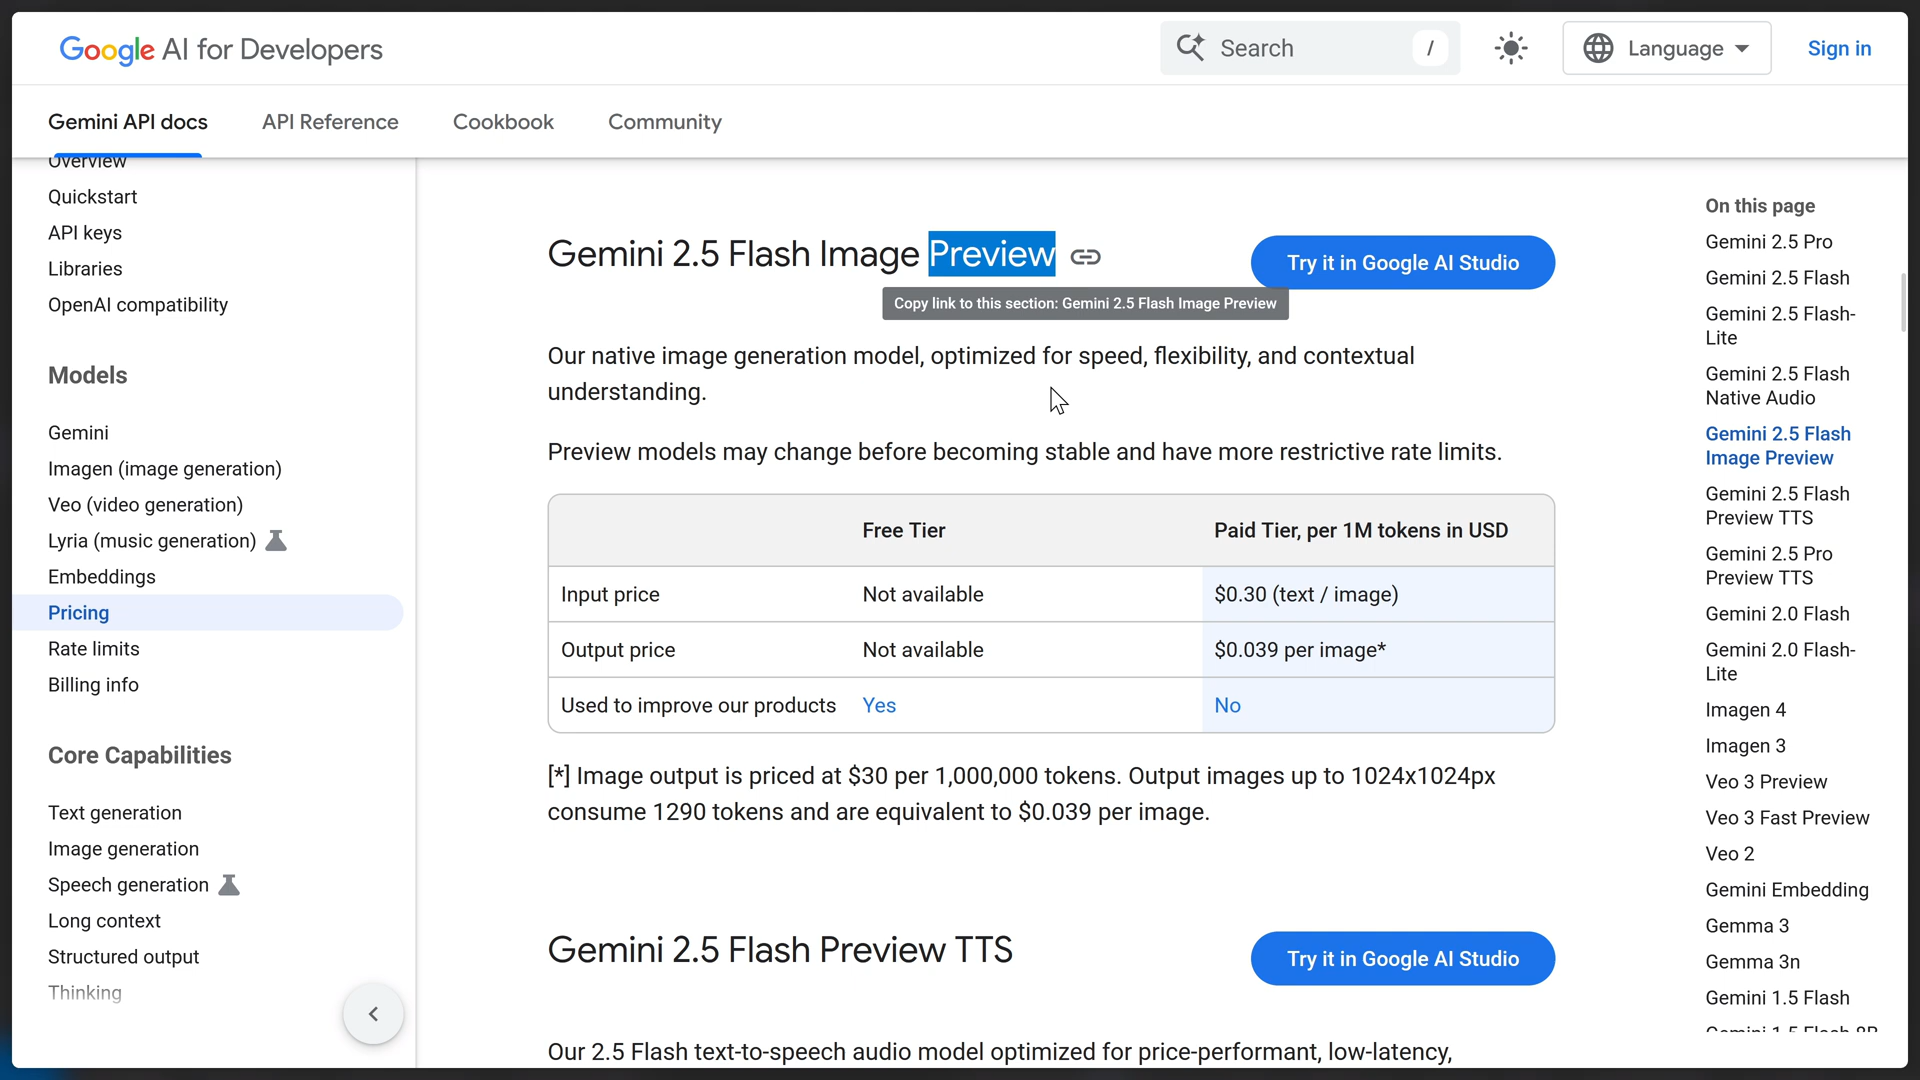 Google AI for Developers
Search
/
Language
Sign in
Gemini API docs
API Reference
Cookbook
Community
Overview
Quickstart
API keys
Libraries
OpenAI compatibility
Models
Gemini
Imagen (image generation)
Veo (video generation)
Lyria (music generation)
Embeddings
Pricing
Rate limits
Billing info
Core Capabilities
Text generation
Image generation
Speech generation
Long context
Structured output
Thinking
Gemini 2.5 Flash Image Preview
Try it in Google AI Studio
Copy link to this section: Gemini 2.5 Flash Image Preview
Our native image generation model, optimized for speed, flexibility, and contextual
understanding.
Preview models may change before becoming stable and have more restrictive rate limits.
Free Tier
Paid Tier, per 1M tokens in USD
Input price
Not available
$0.30 (text / image)
Output price
Not available
$0.039 per image*
Used to improve our products
Yes
No
[*] Image output is priced at $30 per 1,000,000 tokens. Output images up to 1024x1024px
consume 1290 tokens and are equivalent to $0.039 per image.
Gemini 2.5 Flash Preview TTS
Try it in Google AI Studio
Our 2.5 Flash text-to-speech audio model optimized for price-performant, low-latency,
On this page
Gemini 2.5 Pro
Gemini 2.5 Flash
Gemini 2.5 Flash-
Lite
Gemini 2.5 Flash
Native Audio
Gemini 2.5 Flash
Image Preview
Gemini 2.5 Flash
Preview TTS
Gemini 2.5 Pro
Preview TTS
Gemini 2.0 Flash
Gemini 2.0 Flash-
Lite
Imagen 4
Imagen 3
Veo 3 Preview
Veo 3 Fast Preview
Veo 2
Gemini Embedding
Gemma 3
Gemma 3n
Gemini 1.5 Flash
Gemini 1.5 Flash-8B